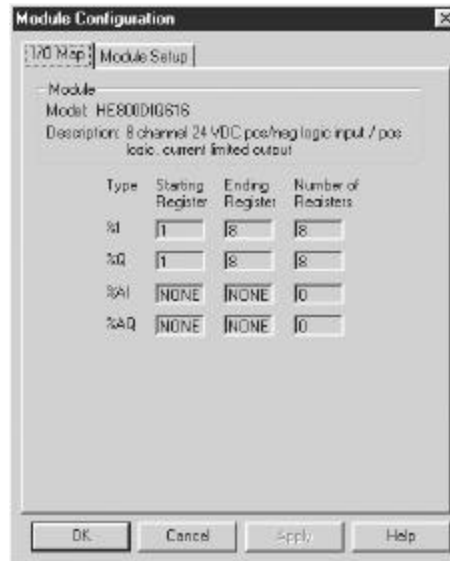 Module Configuration
I/O Map Module Setup
Module
Model: HE800DIQ616
Description: 8 channel 24 VDC pos/neg logic input / pos
logic, current limited output
Type Starting Register Ending Register Number of Registers
%I 1 8 8
%Q 1 8 8
%AI NONE NONE 0
%AQ NONE NONE 0
OK Cancel Apply Help